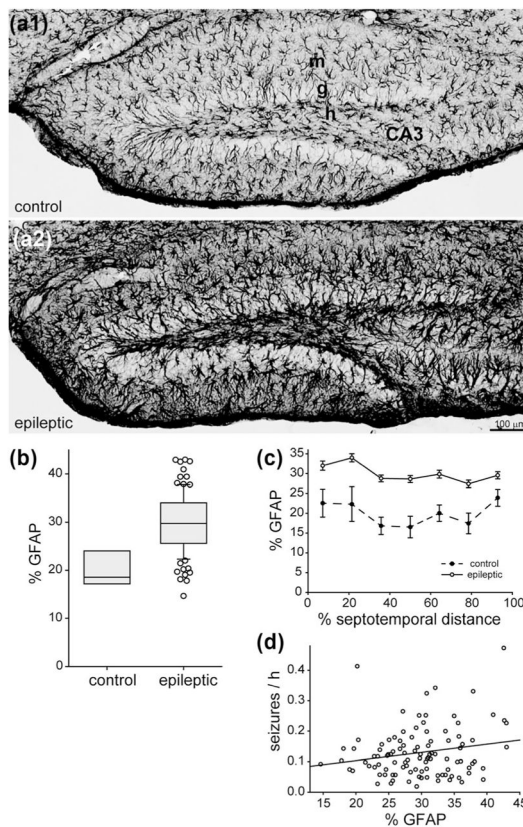 (a1)
m
g
h
CA3
control
(a2)
epileptic
100 µm
(b)
% GFAP
40
30
20
10
0
control
epileptic
(c)
% GFAP
35
30
25
20
15
10
5
0
0
20
40
60
80
100
control
epileptic
% septotemporal distance
(d)
seizures / h
0.4
0.3
0.2
0.1
0.0
15
20
25
30
35
40
45
% GFAP